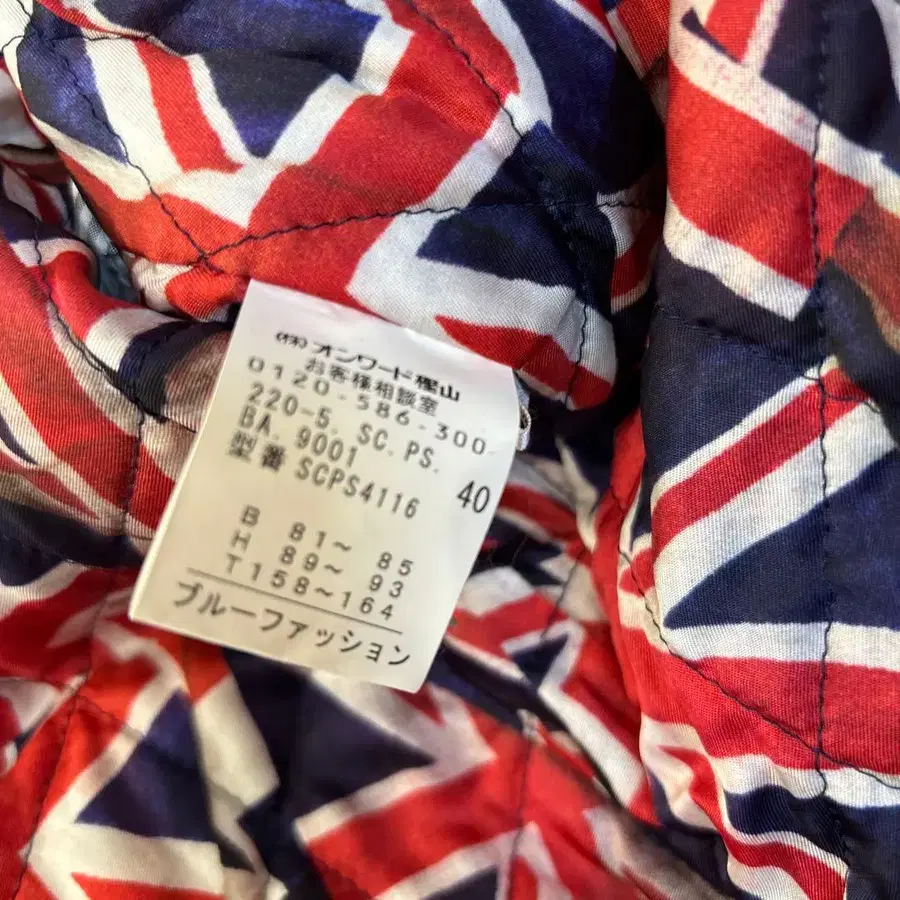 (株)オンワード樫山
お客様相談室
0120-586-300
220-5. SC. PS.
BA. 9001
型番 SCPS4116 40
B 81~ 85
H 89~ 93
T158~164
ブルーファッション